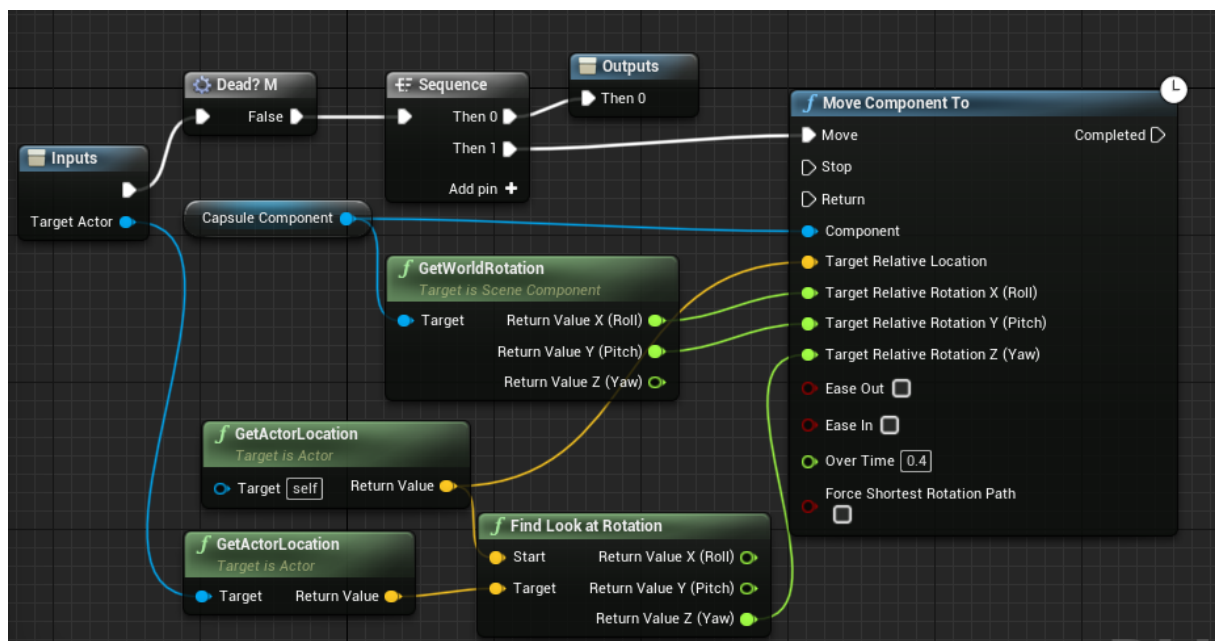 Inputs
Target Actor
Dead? M
False
Sequence
Then 0
Then 1
Add pin
Outputs
Then 0
Capsule Component
GetWorldRotation
Target is Scene Component
Target
Return Value X (Roll)
Return Value Y (Pitch)
Return Value Z (Yaw)
GetActorLocation
Target is Actor
Target self
Return Value
GetActorLocation
Target is Actor
Target
Return Value
Find Look at Rotation
Start
Return Value X (Roll)
Target
Return Value Y (Pitch)
Return Value Z (Yaw)
Move Component To
Move
Completed
Stop
Return
Component
Target Relative Location
Target Relative Rotation X (Roll)
Target Relative Rotation Y (Pitch)
Target Relative Rotation Z (Yaw)
Ease Out
Ease In
Over Time 0.4
Force Shortest Rotation Path